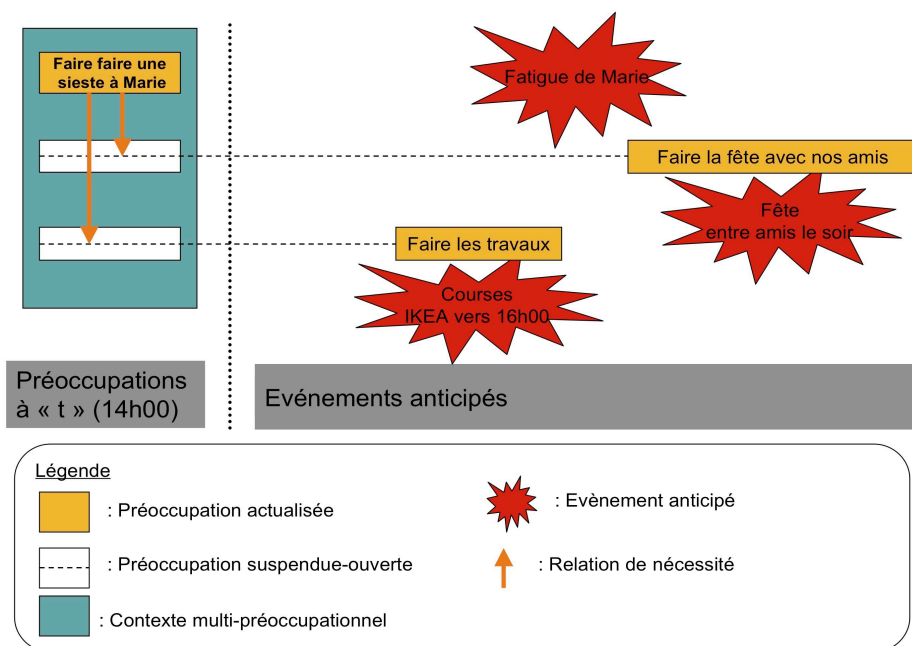 Faire faire une
sieste à Marie
Fatigue de Marie
Faire la fête avec nos amis
Fête
entre amis le soir
Faire les travaux
Courses
IKEA vers 16h00
Préoccupations
à « t » (14h00)
Evénements anticipés
Légende
: Préoccupation actualisée
: Préoccupation suspendue-ouverte
: Contexte multi-préoccupationnel
: Evènement anticipé
: Relation de nécessité